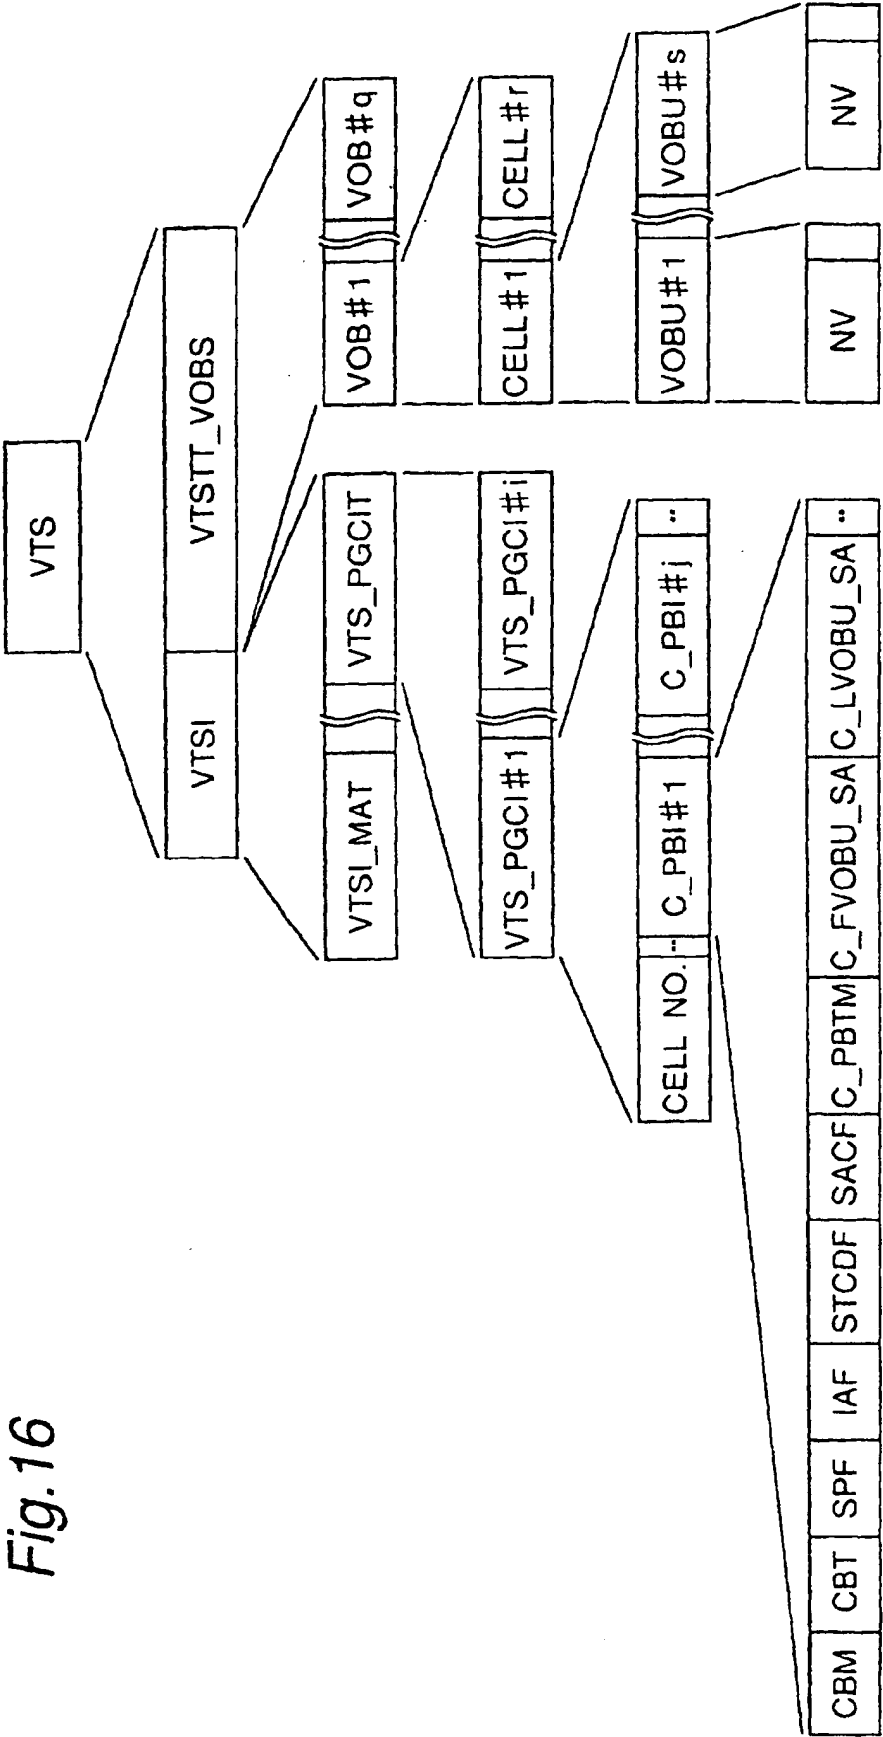 Fig.16
VTS
VTSI VTSTT_VOBS
VTSI_MAT VTS_PGCIT VOB#1 VOB#q
VTS_PGCI#1 VTS_PGCI#i CELL#1 CELL#r
CELL NO. -- C_PBI#1 C_PBI#j -- VOBU#1 VOBU#s
CBM CBT SPF IAF STCDF SACF C_PBTM C_FVOBU_SA C_LVOBU_SA -- NV NV